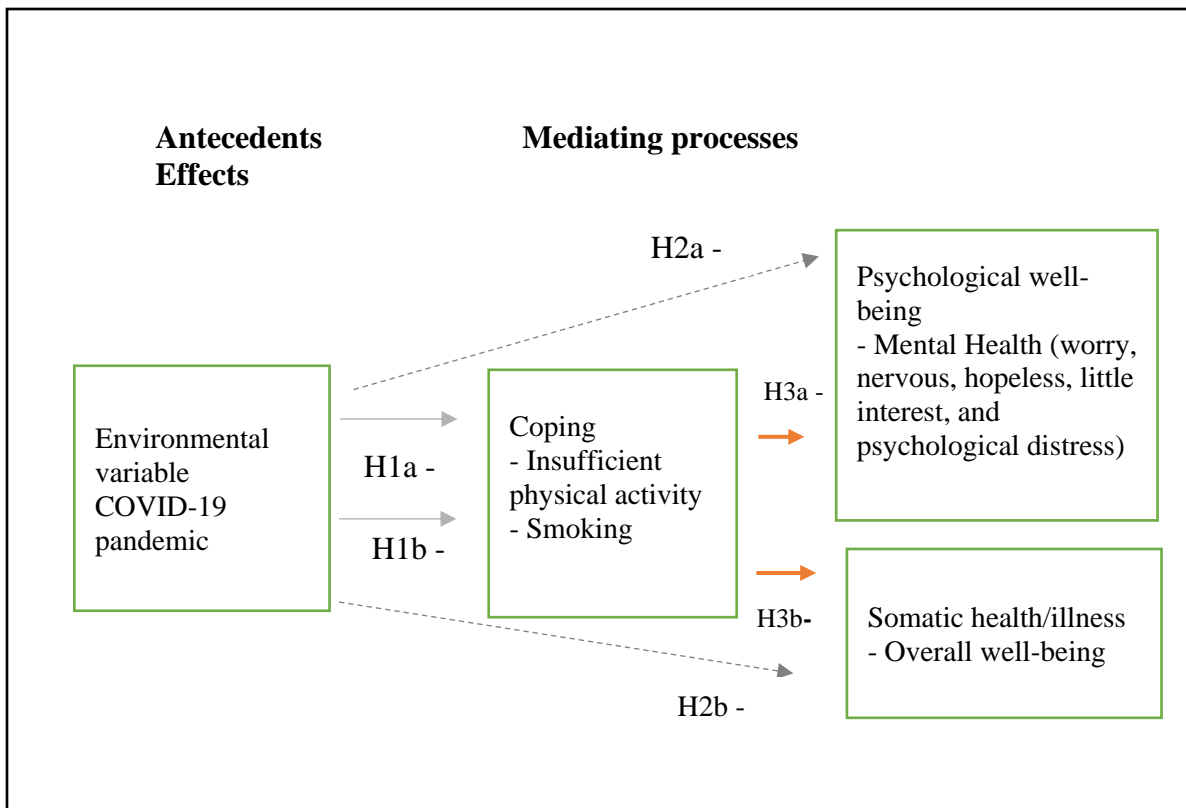 Antecedents
Effects
Mediating processes
H2a -
Psychological well-
being
- Mental Health (worry,
nervous, hopeless, little
interest, and
psychological distress)
H3a -
Environmental
variable
COVID-19
pandemic
H1a -
H1b -
Coping
- Insufficient
physical activity
- Smoking
H3b-
Somatic health/illness
- Overall well-being
H2b -